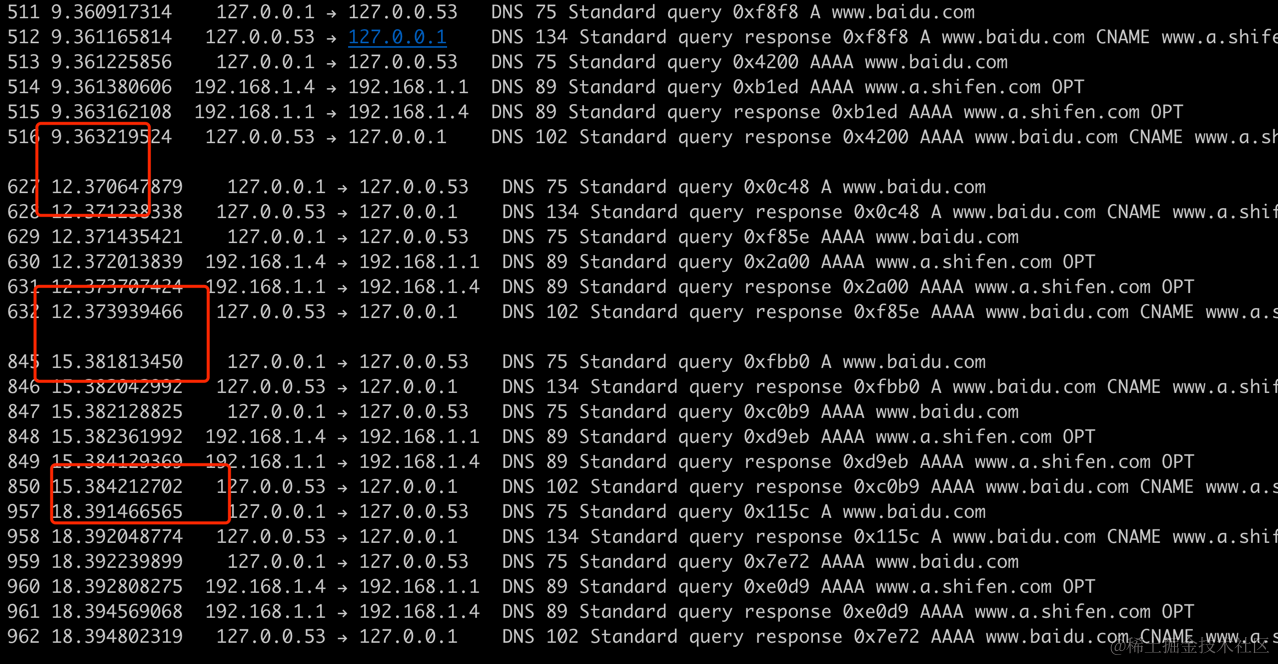 511 9.360917314    127.0.0.1 → 127.0.0.53   DNS 75 Standard query 0xf8f8 A www.baidu.com
512 9.361165814   127.0.0.53 → 127.0.0.1    DNS 134 Standard query response 0xf8f8 A www.baidu.com CNAME www.a.shife
513 9.361225856    127.0.0.1 → 127.0.0.53   DNS 75 Standard query 0x4200 AAAA www.baidu.com
514 9.361380606  192.168.1.4 → 192.168.1.1  DNS 89 Standard query 0xb1ed AAAA www.a.shifen.com OPT
515 9.363162108  192.168.1.1 → 192.168.1.4  DNS 89 Standard query response 0xb1ed AAAA www.a.shifen.com OPT
516 9.363219524   127.0.0.53 → 127.0.0.1    DNS 102 Standard query response 0x4200 AAAA www.baidu.com CNAME www.a.sh
627 12.370647879    127.0.0.1 → 127.0.0.53   DNS 75 Standard query 0x0c48 A www.baidu.com
628 12.371238338   127.0.0.53 → 127.0.0.1    DNS 134 Standard query response 0x0c48 A www.baidu.com CNAME www.a.shif
629 12.371435421    127.0.0.1 → 127.0.0.53   DNS 75 Standard query 0xf85e AAAA www.baidu.com
630 12.372013839  192.168.1.4 → 192.168.1.1  DNS 89 Standard query 0x2a00 AAAA www.a.shifen.com OPT
631 12.373707424  192.168.1.1 → 192.168.1.4  DNS 89 Standard query response 0x2a00 AAAA www.a.shifen.com OPT
632 12.373939466   127.0.0.53 → 127.0.0.1    DNS 102 Standard query response 0xf85e AAAA www.baidu.com CNAME www.a.s
845 15.381813450    127.0.0.1 → 127.0.0.53   DNS 75 Standard query 0xfbb0 A www.baidu.com
846 15.382042992   127.0.0.53 → 127.0.0.1    DNS 134 Standard query response 0xfbb0 A www.baidu.com CNAME www.a.shif
847 15.382128825    127.0.0.1 → 127.0.0.53   DNS 75 Standard query 0xc0b9 AAAA www.baidu.com
848 15.382361992  192.168.1.4 → 192.168.1.1  DNS 89 Standard query 0xd9eb AAAA www.a.shifen.com OPT
849 15.384129369  192.168.1.1 → 192.168.1.4  DNS 89 Standard query response 0xd9eb AAAA www.a.shifen.com OPT
850 15.384212702   127.0.0.53 → 127.0.0.1    DNS 102 Standard query response 0xc0b9 AAAA www.baidu.com CNAME www.a.s
957 18.391466565    127.0.0.1 → 127.0.0.53   DNS 75 Standard query 0x115c A www.baidu.com
958 18.392048774   127.0.0.53 → 127.0.0.1    DNS 134 Standard query response 0x115c A www.baidu.com CNAME www.a.shif
959 18.392239899    127.0.0.1 → 127.0.0.53   DNS 75 Standard query 0x7e72 AAAA www.baidu.com
960 18.392808275  192.168.1.4 → 192.168.1.1  DNS 89 Standard query 0xe0d9 AAAA www.a.shifen.com OPT
961 18.394569068  192.168.1.1 → 192.168.1.4  DNS 89 Standard query response 0xe0d9 AAAA www.a.shifen.com OPT
962 18.394802319   127.0.0.53 → 127.0.0.1    DNS 102 Standard query response 0x7e72 AAAA www.baidu.com CNAME www.a.s
@稀土掘金技术社区